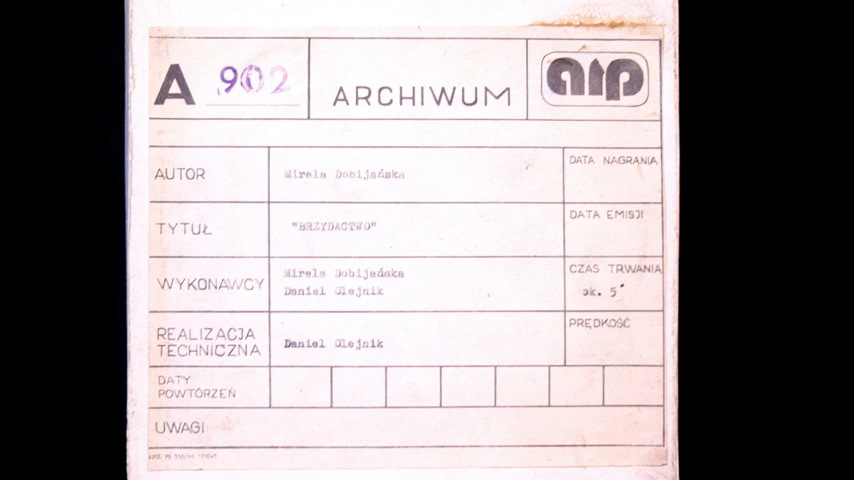 A 902
ARCHIWUM
arp
AUTOR
Mirela Dobijańska
DATA NAGRANIA
TYTUŁ
"BRZYDACTWO"
DATA EMISJI
WYKONAWCY
Mirela Dobijańska
Daniel Olejnik
CZAS TRWANIA
ok. 5´
REALIZACJA
TECHNICZNA
Daniel Olejnik
PRĘDKOŚĆ
DATY
POWTÓRZEŃ
UWAGI